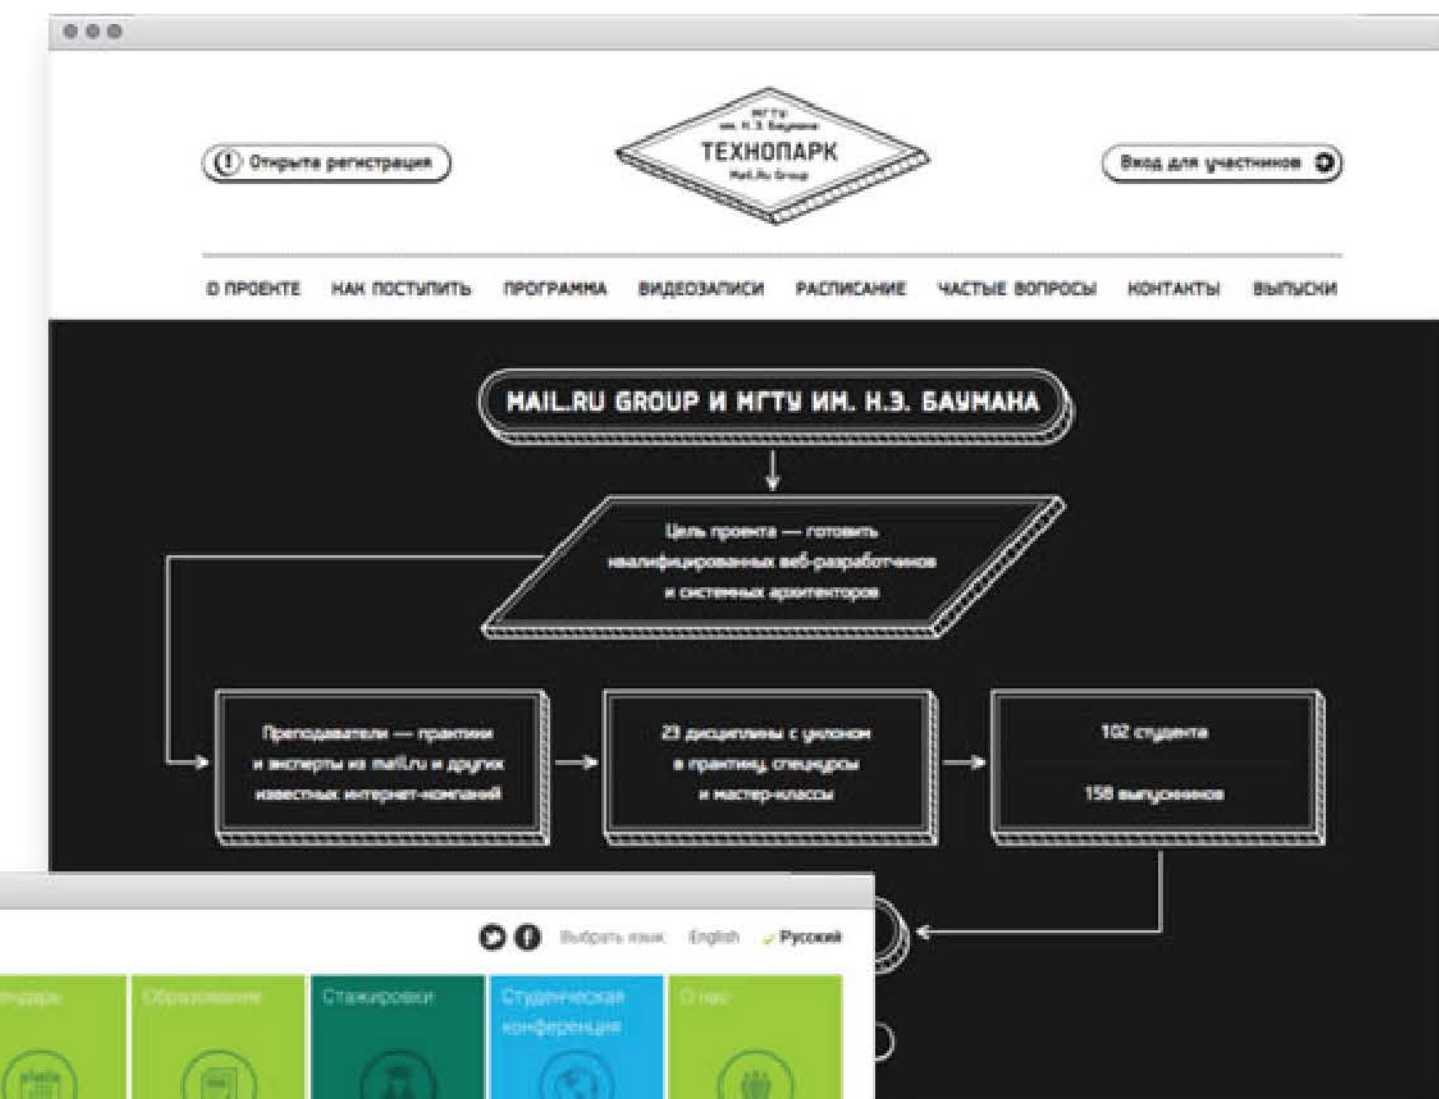 МГТУ
им. Н.Э. Баумана
ТЕХНОПАРК
Mail.Ru Group
! Открыта регистрация
Вход для участников
О ПРОЕКТЕ КАК ПОСТУПИТЬ ПРОГРАММА ВИДЕОЗАПИСИ РАСПИСАНИЕ ЧАСТЫЕ ВОПРОСЫ КОНТАКТЫ ВЫПУСКИ
MAIL.RU GROUP И МГТУ ИМ. Н.Э. БАУМАНА
Цель проекта — готовить
квалифицированных веб-разработчиков
и системных архитекторов
Преподаватели — практики
и эксперты из mail.ru и других
известных интернет-компаний
23 дисциплины с уклоном
в практику, спецкурсы
и мастер-классы
102 студента
158 выпускников
Выбрать язык: English Русский
Образование
Стажировки
Студенческая
конференция
О нас